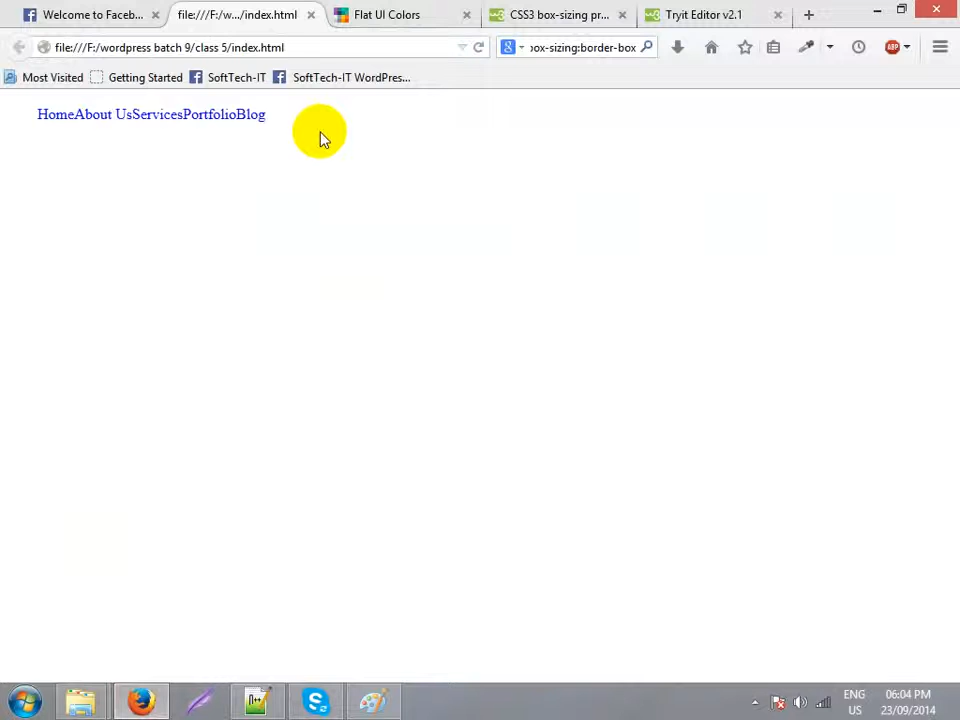 Welcome to Faceb...
file:///F:/w.../index.html
Flat UI Colors
CSS3 box-sizing pr...
Tryit Editor v2.1
file:///F:/wordpress batch 9/class 5/index.html
box-sizing:border-box
ABP
Most Visited
Getting Started
SoftTech-IT
SoftTech-IT WordPres...
HomeAbout UsServicesPortfolioBlog
ENG
US
06:04 PM
23/09/2014